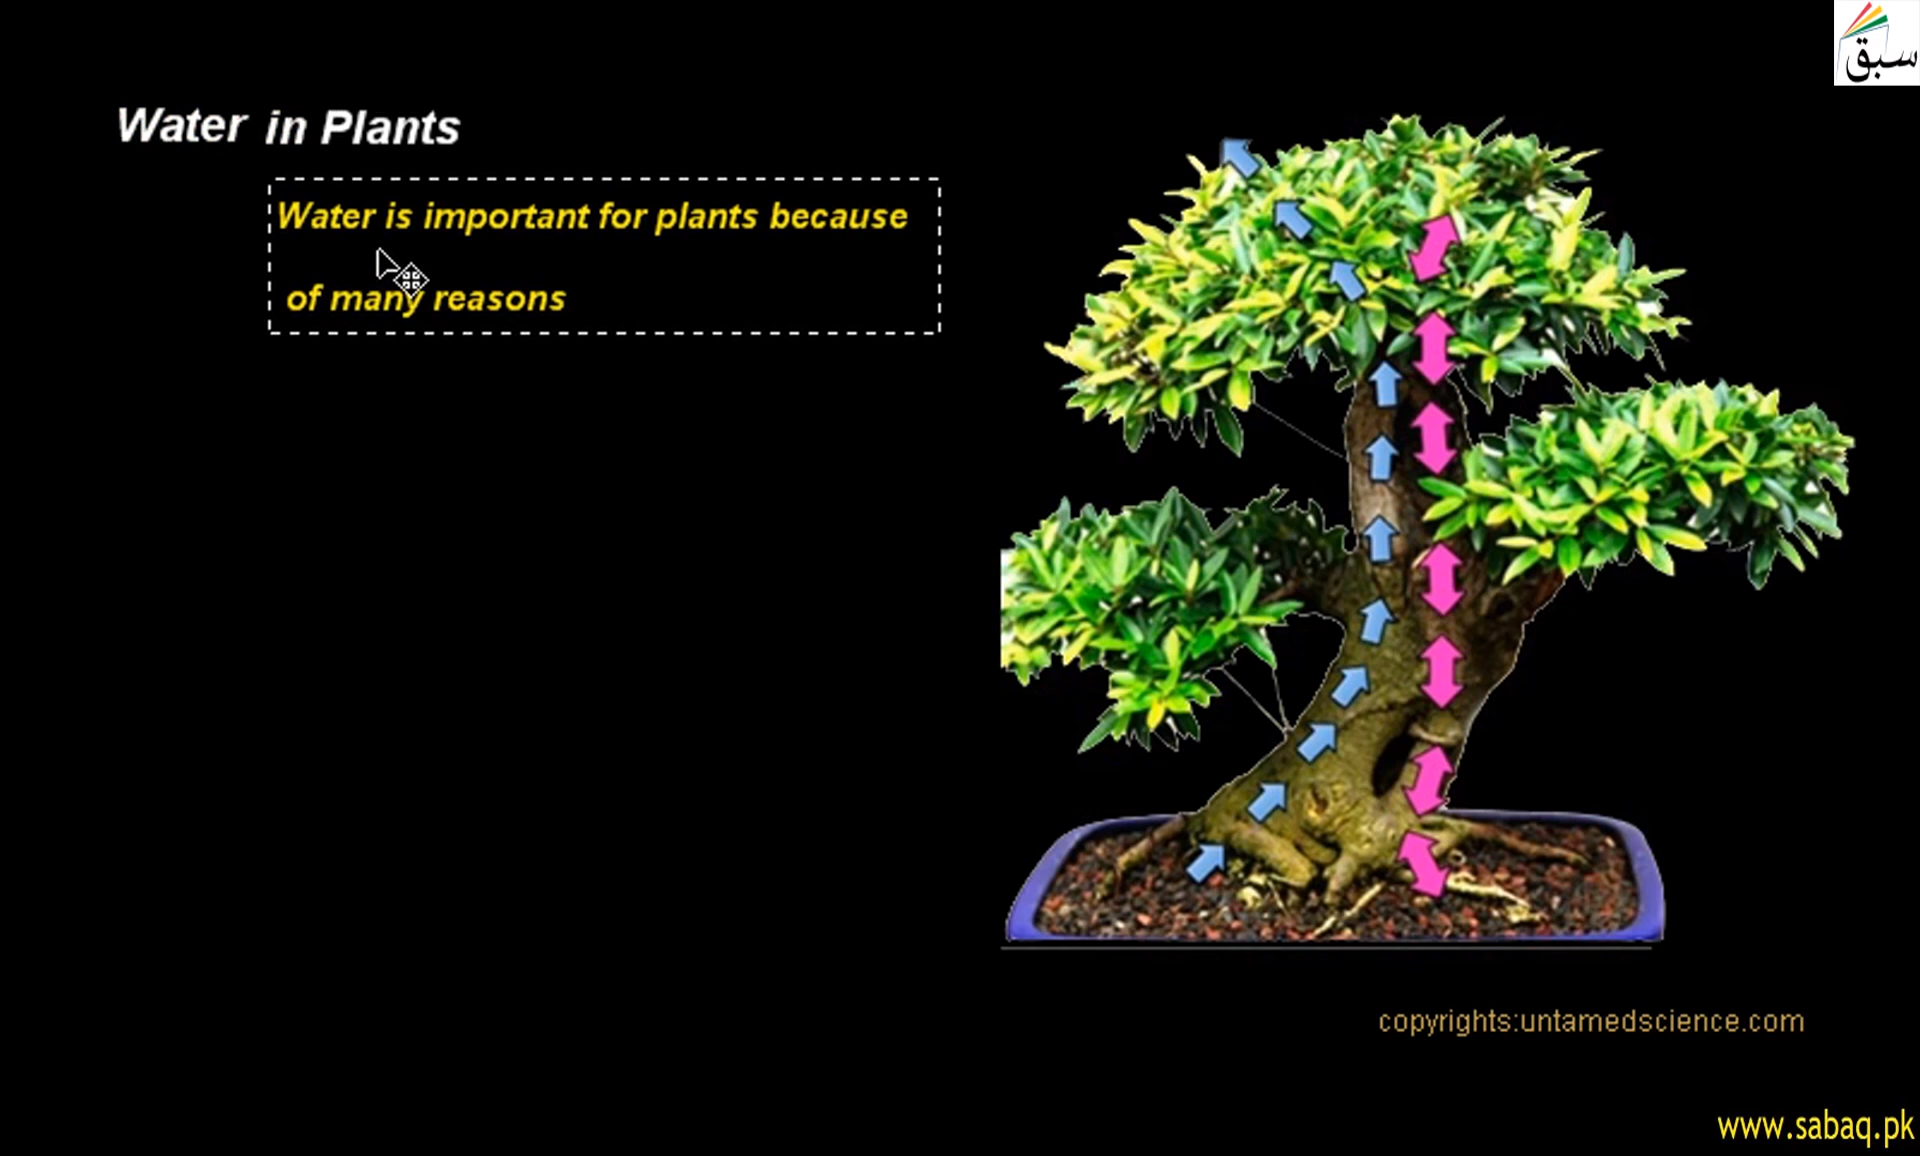 سبق
Water in Plants
Water is important for plants because
of many reasons
copyrights:untamedscience.com
www.sabaq.pk